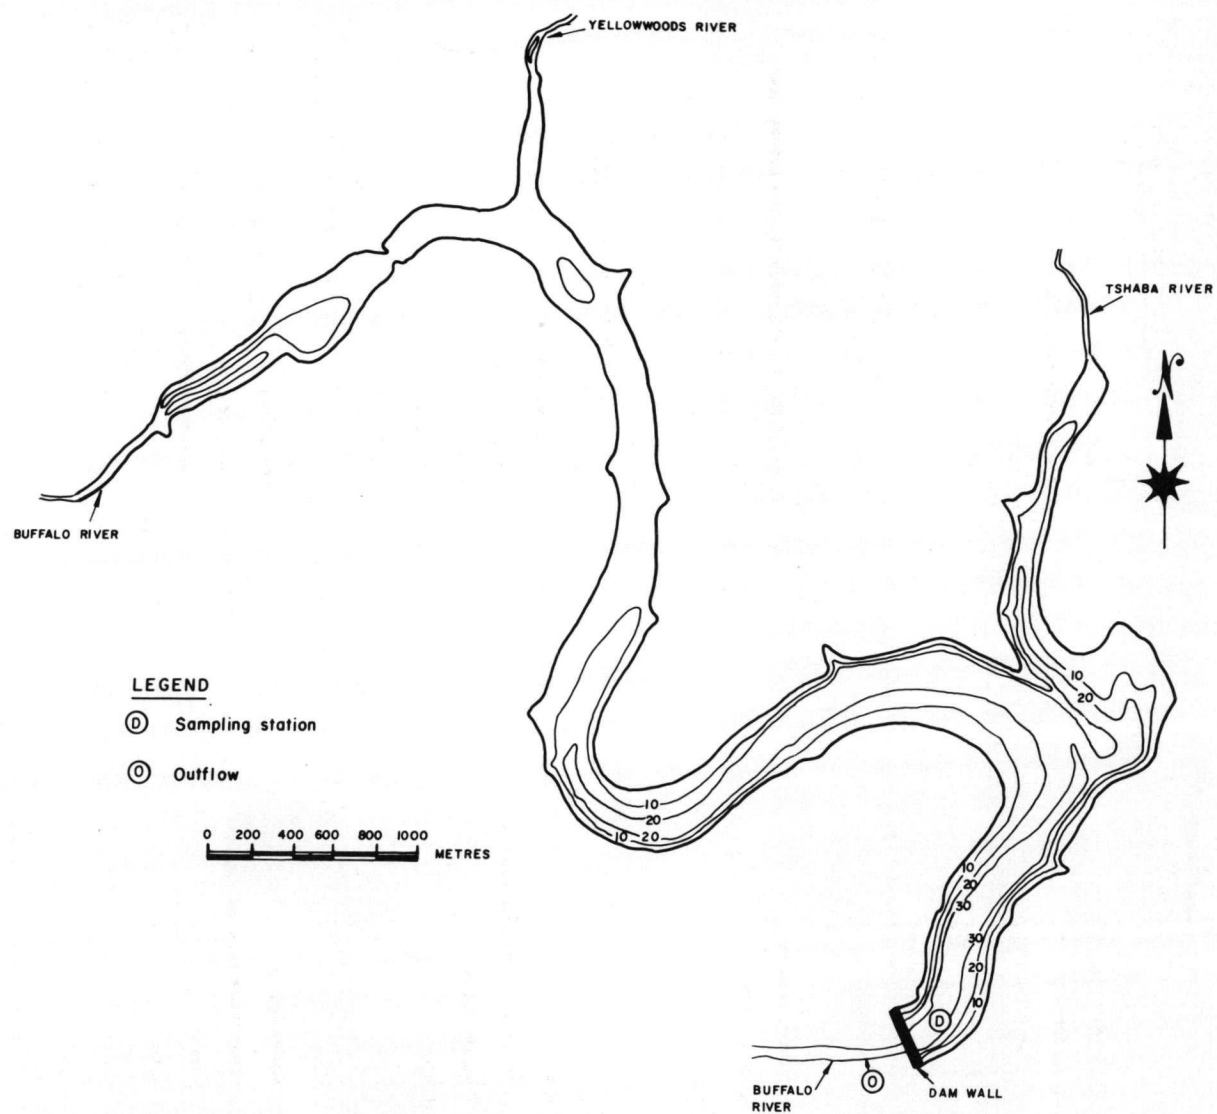 YELLOWWOODS RIVER
TSHABA RIVER
N
BUFFALO RIVER
10
20
LEGEND
D Sampling station
O Outflow
10
20
10 20
0 200 400 600 800 1000
METRES
10
20
30
30
20
10
D
O
BUFFALO
RIVER
DAM WALL